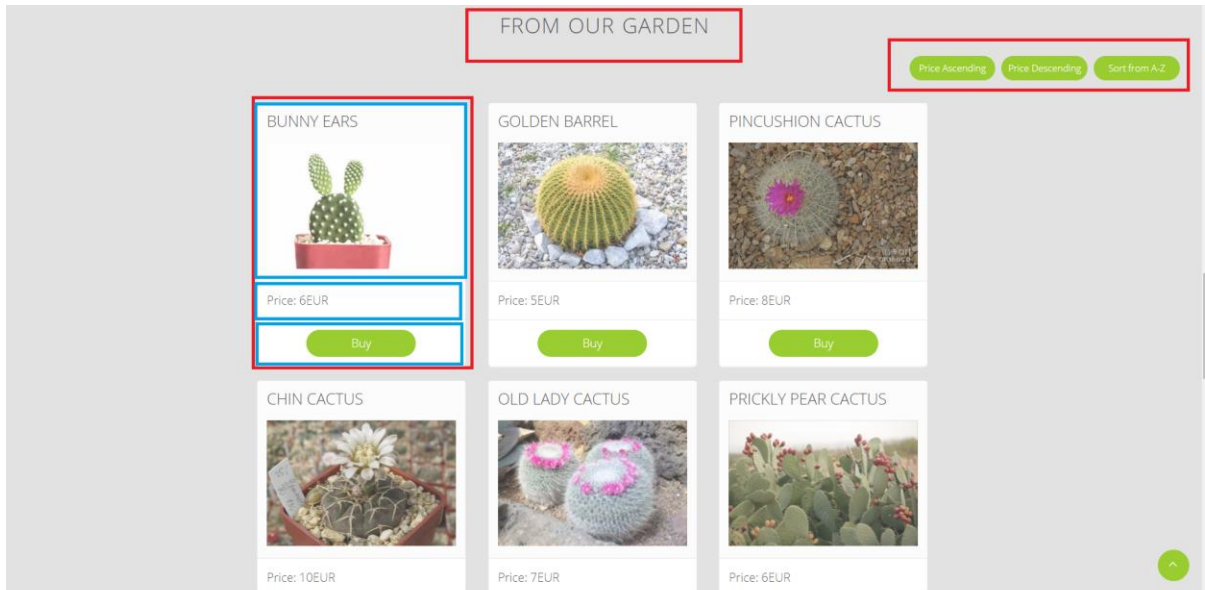 FROM OUR GARDEN
Price Ascending Price Descending Sort from A-Z
BUNNY EARS GOLDEN BARREL PINCUSHION CACTUS
Price: 6EUR Price: 5EUR Price: 8EUR
Buy Buy Buy
CHIN CACTUS OLD LADY CACTUS PRICKLY PEAR CACTUS
Price: 10EUR Price: 7EUR Price: 6EUR